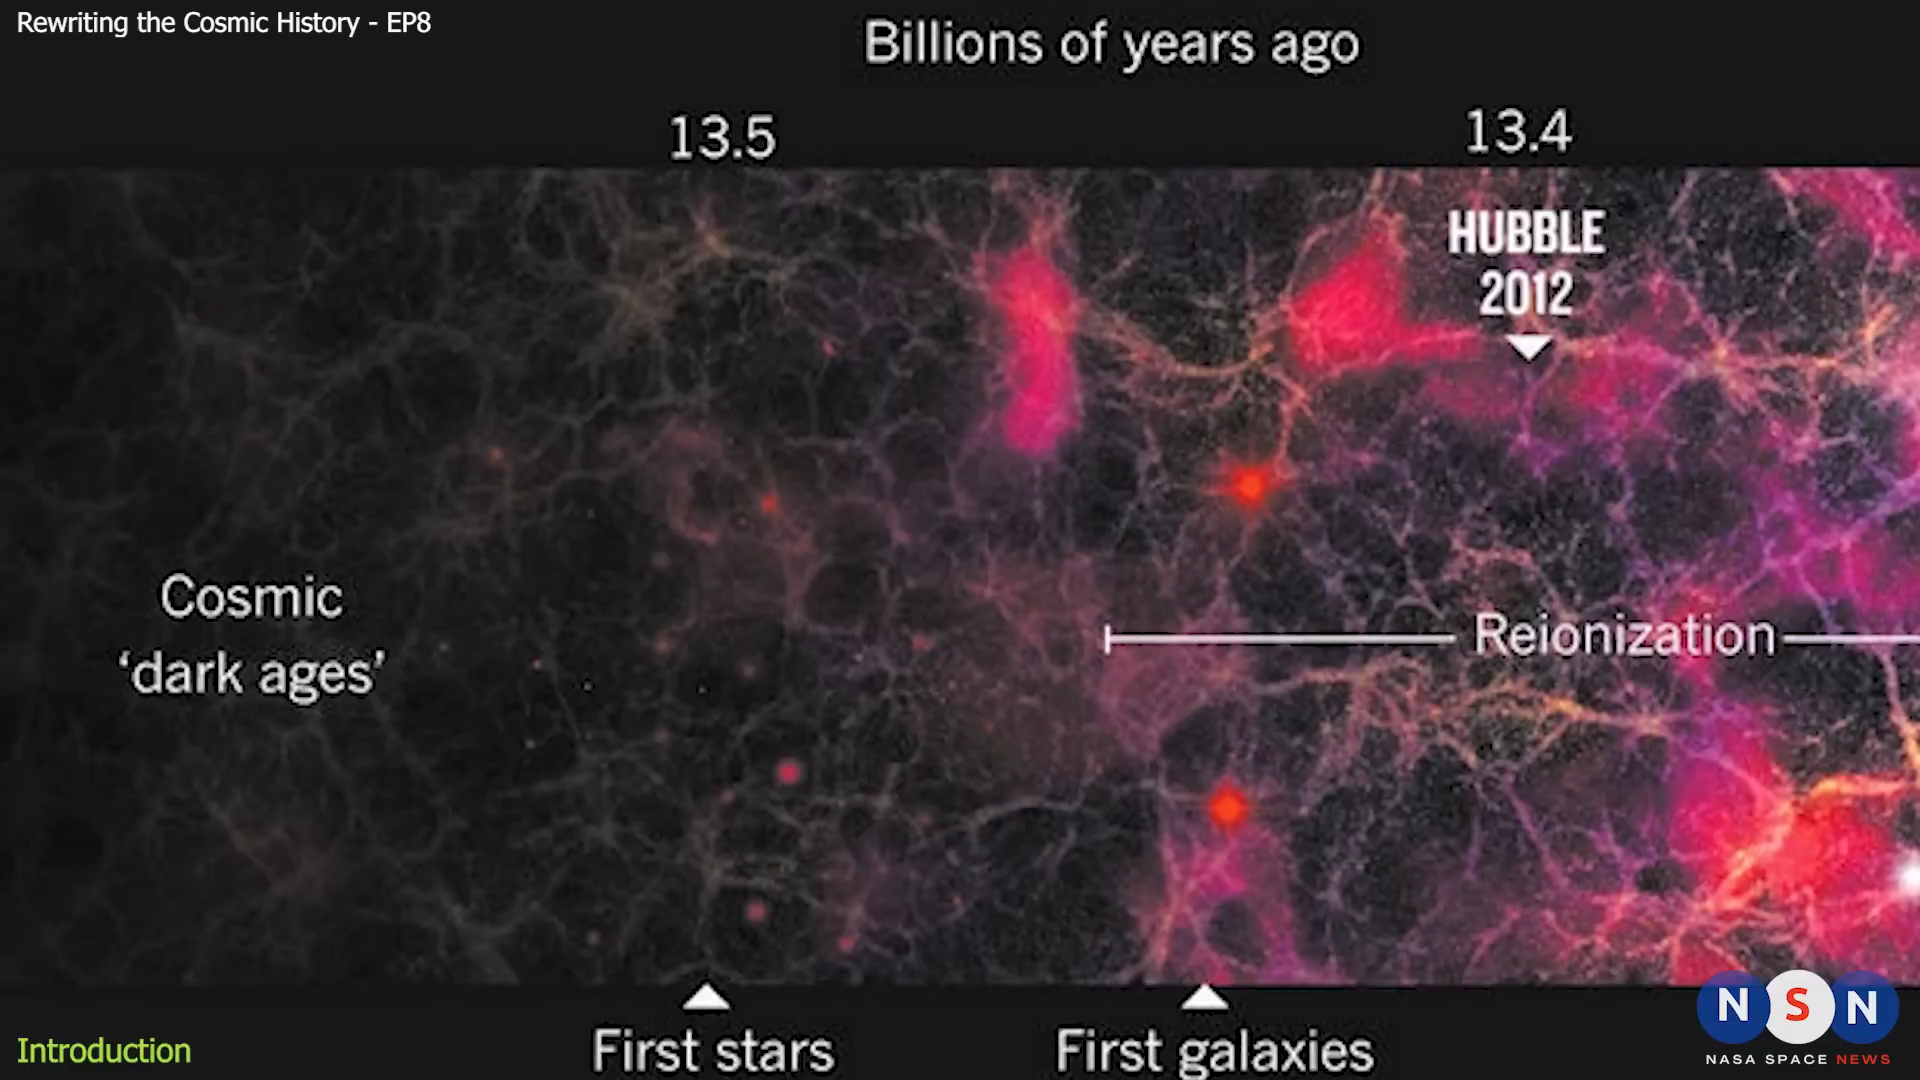 Rewriting the Cosmic History - EP8
Billions of years ago
13.5
13.4
HUBBLE
2012
Cosmic
‘dark ages’
Reionization
First stars
First galaxies
Introduction
N S N
NASA SPACE NEWS